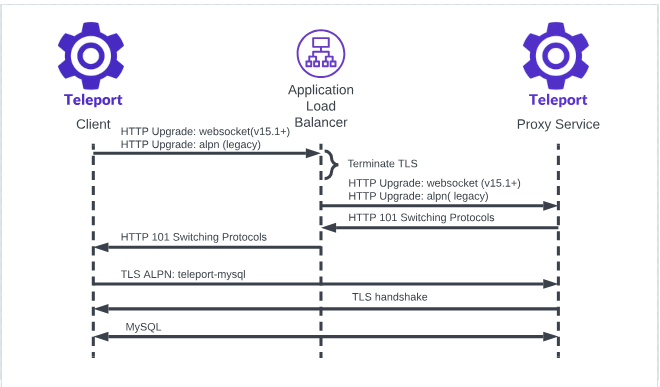 Teleport
Client
Application
Load
Balancer
Teleport
Proxy Service
HTTP Upgrade: websocket(v15.1+)
HTTP Upgrade: alpn (legacy)
Terminate TLS
HTTP Upgrade: websocket (v15.1+)
HTTP Upgrade: alpn( legacy)
HTTP 101 Switching Protocols
HTTP 101 Switching Protocols
TLS ALPN: teleport-mysql
TLS handshake
MySQL